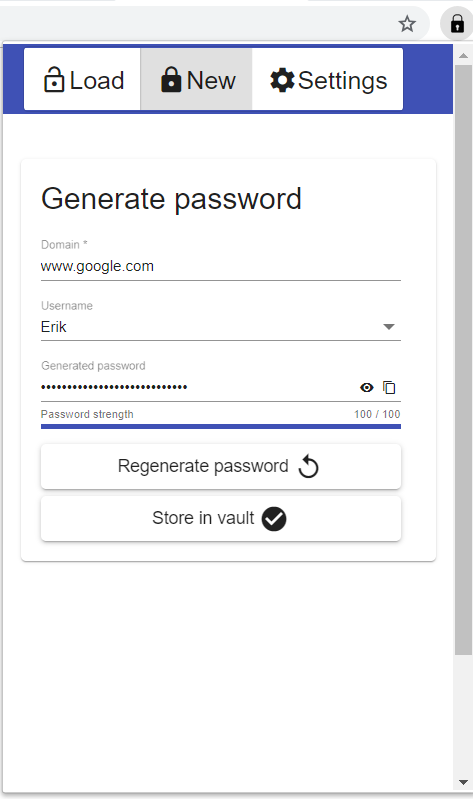 Load New Settings
Generate password
Domain *
www.google.com
Username
Erik
Generated password
••••••••••••••••••••••••••••
Password strength 100 / 100
Regenerate password
Store in vault